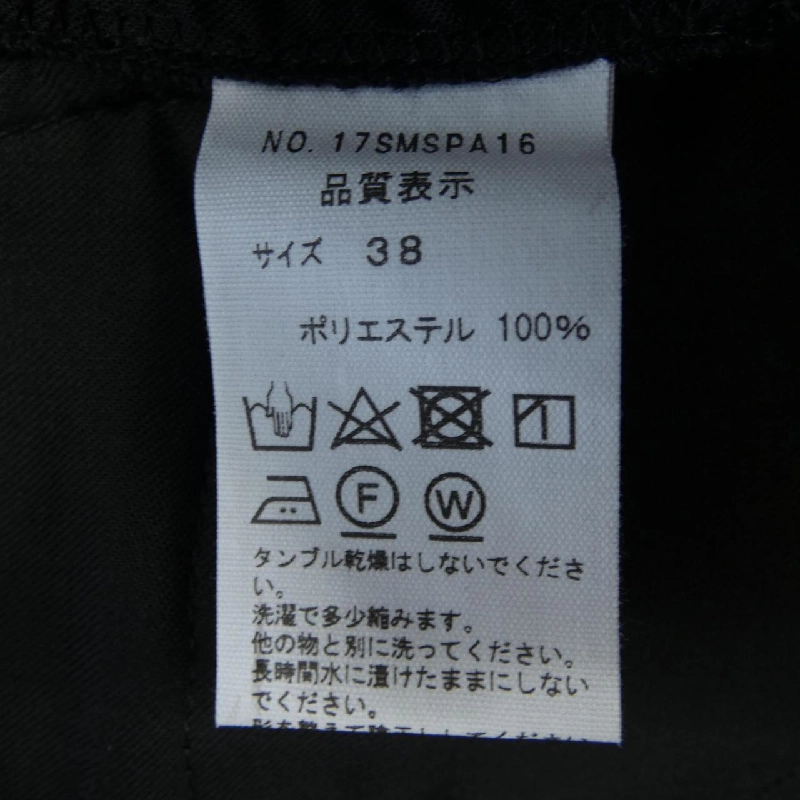 NO. 17SMSPA16
品質表示
サイズ 38
ポリエステル 100%
F W
タンブル乾燥はしないでくださ
い。
洗濯で多少縮みます。
他の物と別に洗ってください。
長時間水に漬けたままにしない
でください。